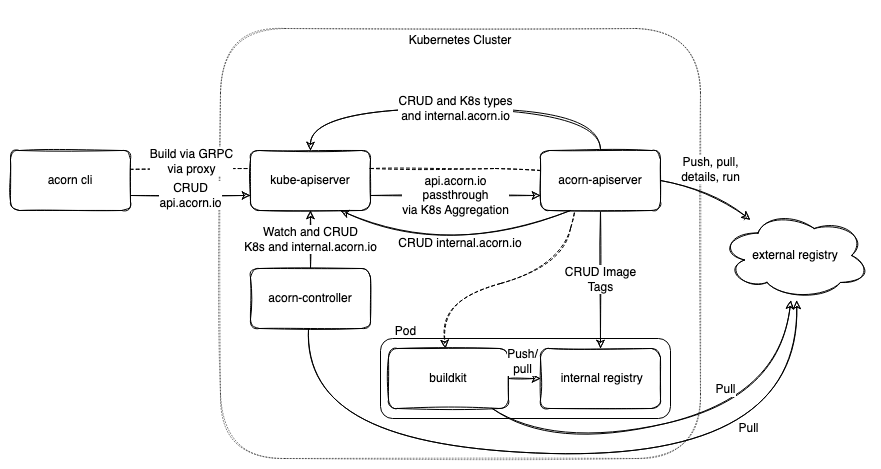 Kubernetes Cluster
CRUD and K8s types
and internal.acorn.io
Build via GRPC
via proxy
acorn cli
CRUD
api.acorn.io
kube-apiserver
api.acorn.io
passthrough
via K8s Aggregation
acorn-apiserver
Push, pull,
details, run
Watch and CRUD
K8s and internal.acorn.io
CRUD internal.acorn.io
external registry
CRUD Image
Tags
acorn-controller
Pod
buildkit
Push/
pull
internal registry
Pull
Pull